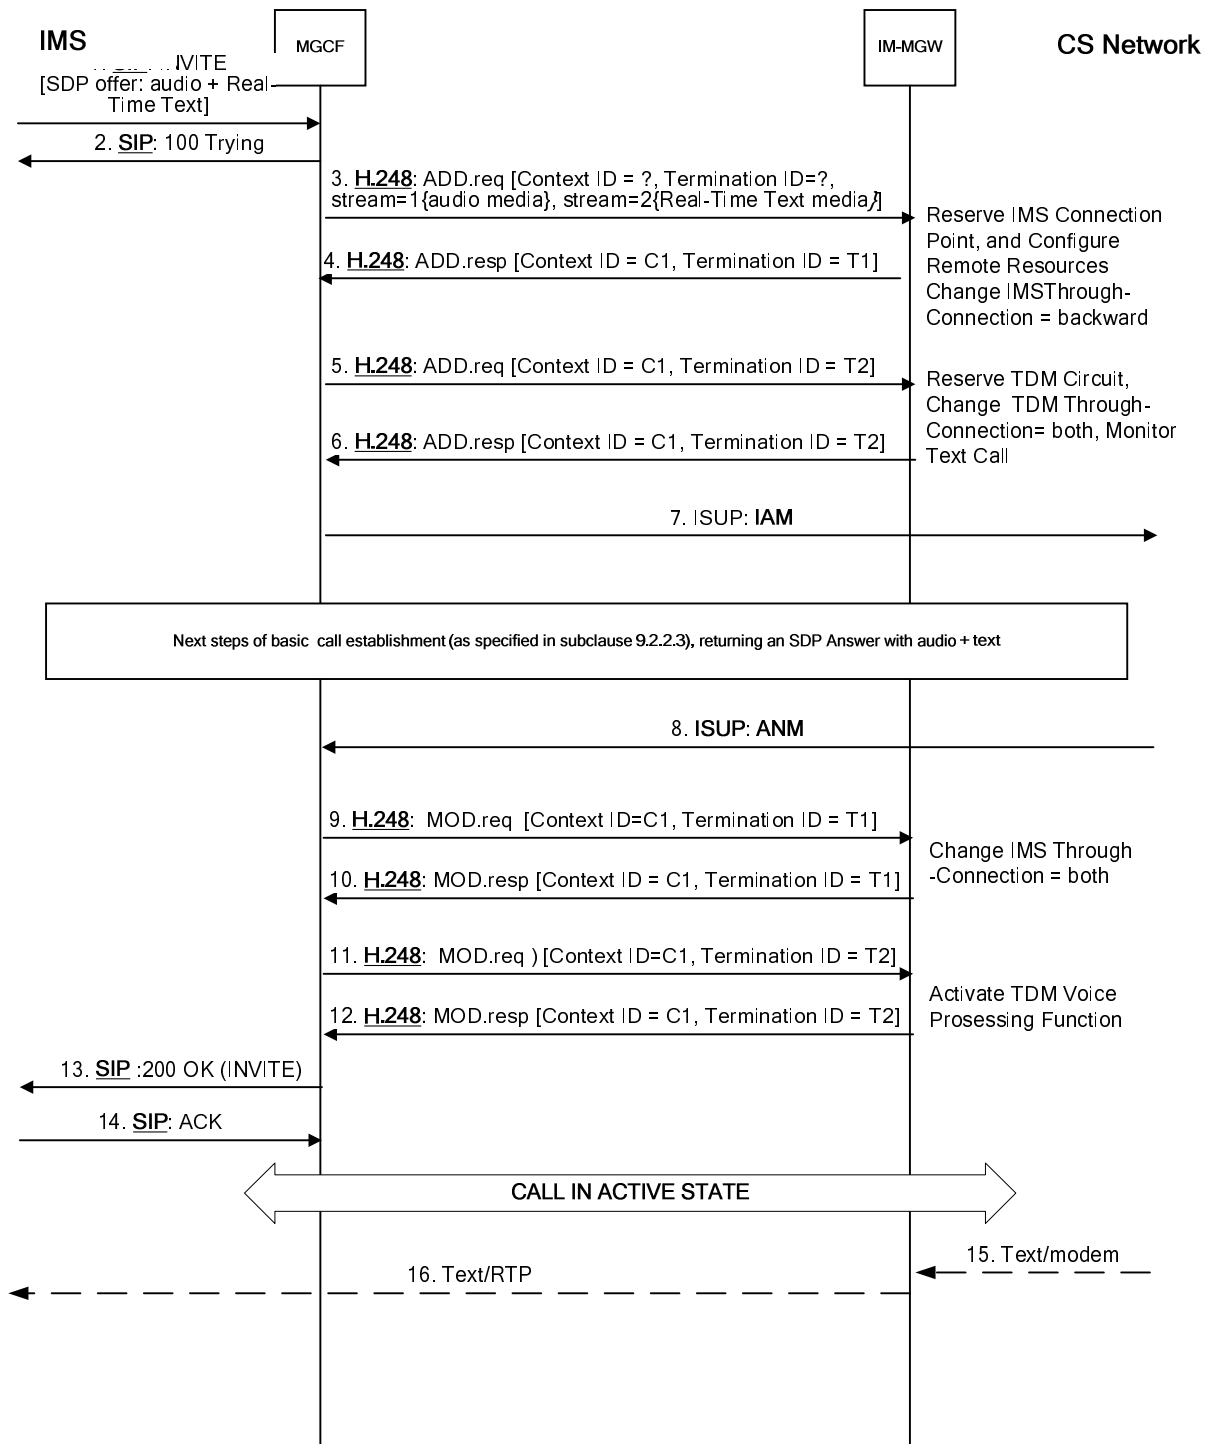 IMS
MGCF
IM-MGW
CS Network
INVITE
[SDP offer: audio + Real-
Time Text]
2. SIP: 100 Trying
3. H.248: ADD.req [Context ID = ?, Termination ID=?,
stream=1{audio media}, stream=2{Real-Time Text media}]
Reserve IMS Connection
Point, and Configure
Remote Resources
Change IMSThrough-
Connection = backward
4. H.248: ADD.resp [Context ID = C1, Termination ID = T1]
5. H.248: ADD.req [Context ID = C1, Termination ID = T2]
Reserve TDM Circuit,
Change TDM Through-
Connection= both, Monitor
Text Call
6. H.248: ADD.resp [Context ID = C1, Termination ID = T2]
7. ISUP: IAM
Next steps of basic call establishment (as specified in subclause 9.2.2.3), returning an SDP Answer with audio + text
8. ISUP: ANM
9. H.248: MOD.req [Context ID=C1, Termination ID = T1]
Change IMS Through
-Connection = both
10. H.248: MOD.resp [Context ID = C1, Termination ID = T1]
11. H.248: MOD.req ) [Context ID=C1, Termination ID = T2]
Activate TDM Voice
Prosessing Function
12. H.248: MOD.resp [Context ID = C1, Termination ID = T2]
13. SIP :200 OK (INVITE)
14. SIP: ACK
CALL IN ACTIVE STATE
15. Text/modem
16. Text/RTP